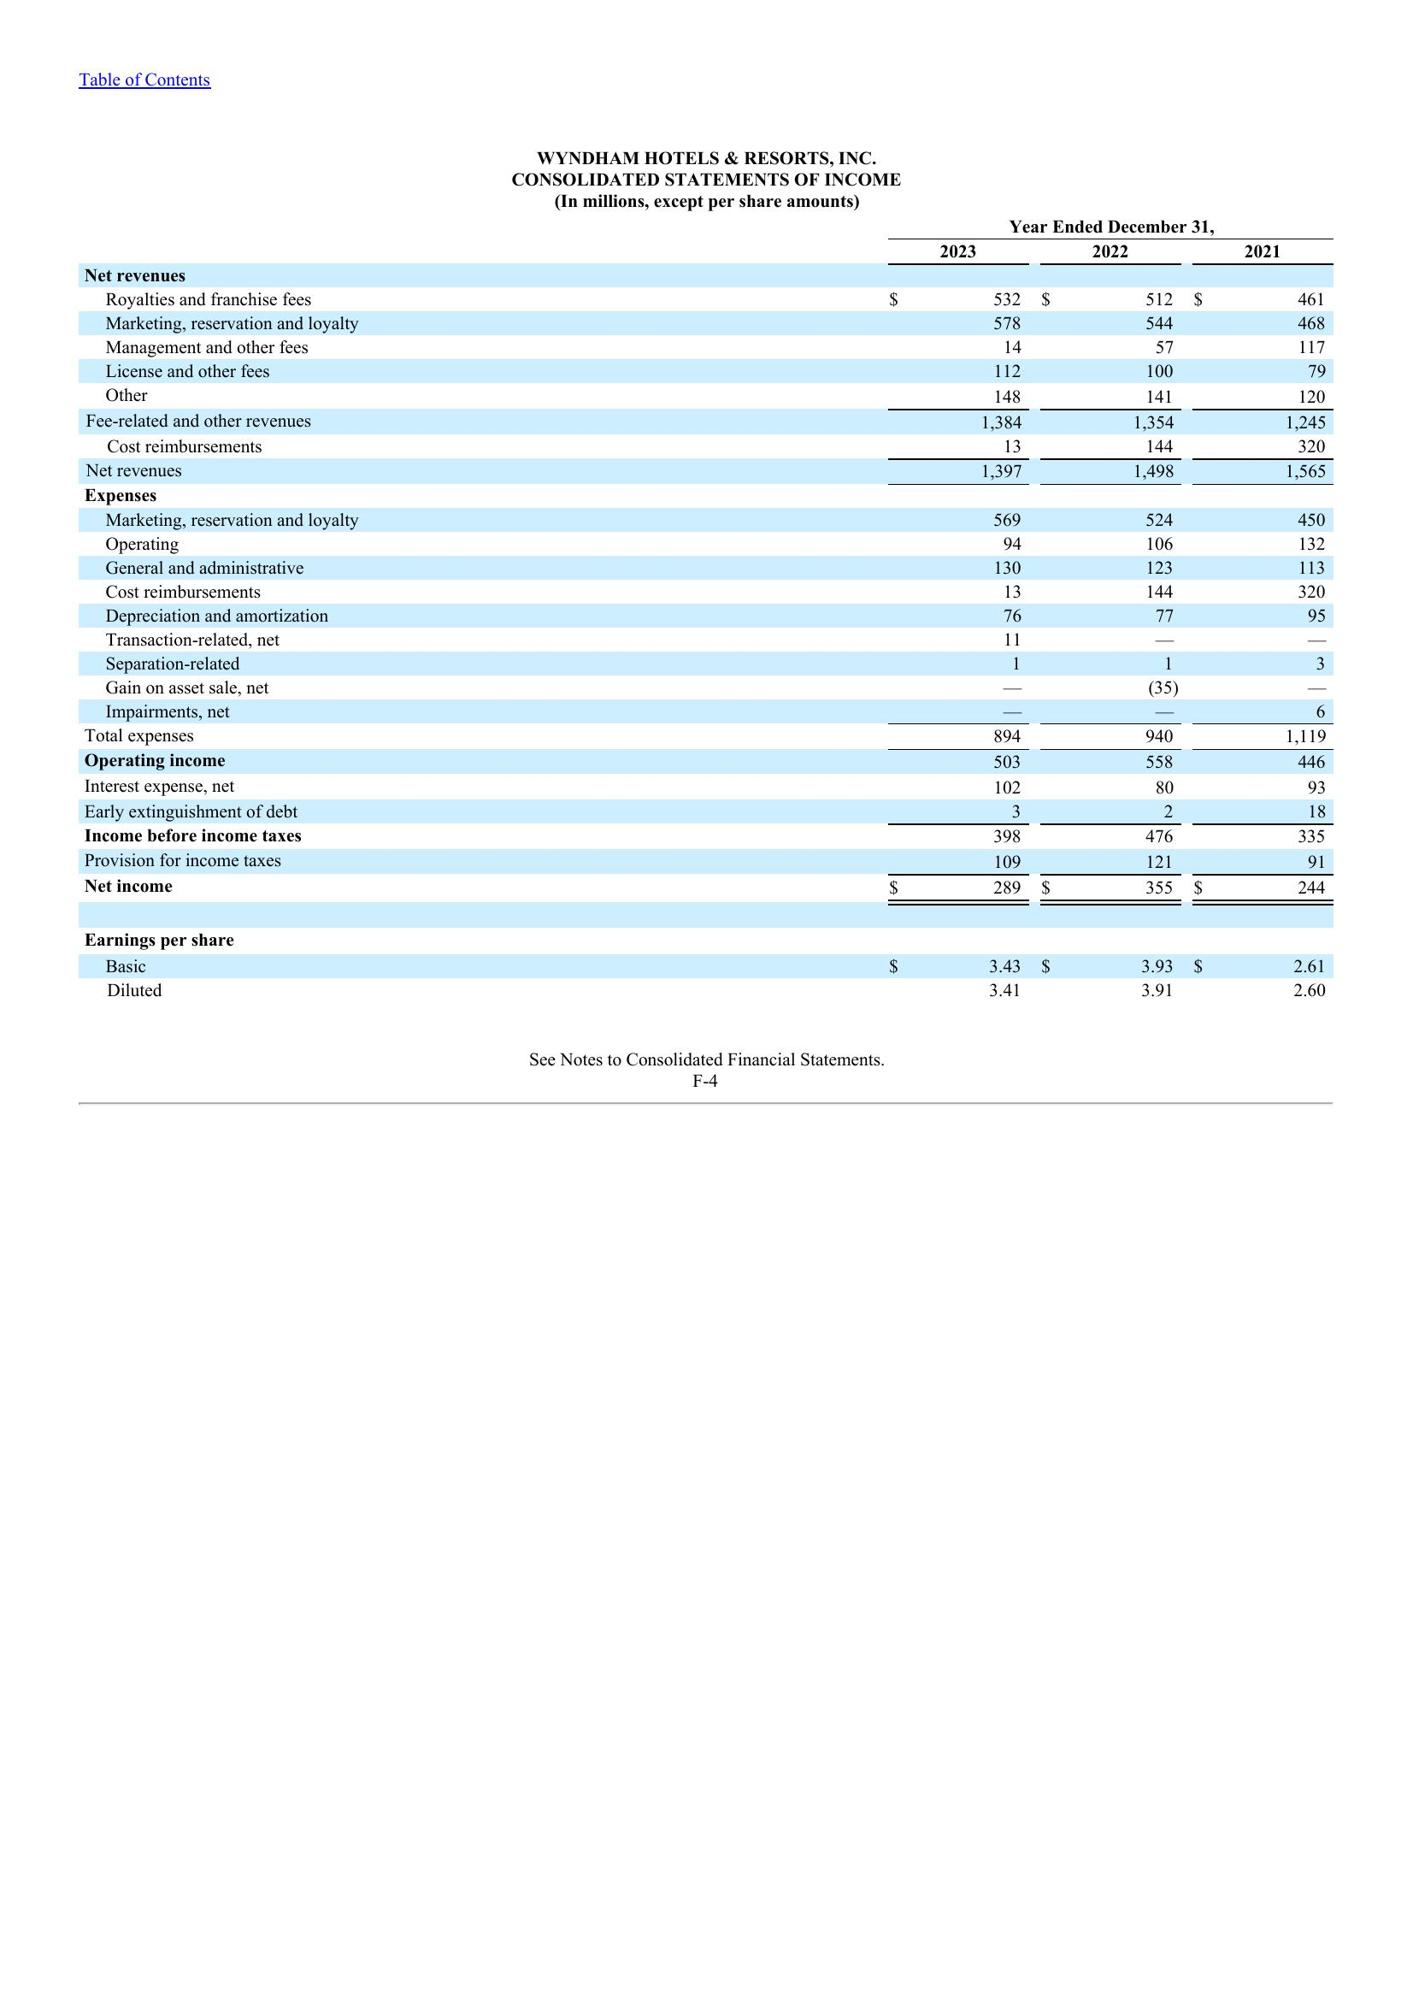 Table of Contents
WYNDHAM HOTELS & RESORTS, INC.
CONSOLIDATED STATEMENTS OF INCOME
(In millions, except per share amounts)
Year Ended December 31,
2023 2022 2021
Net revenues
Royalties and franchise fees $ 532 $ 512 $ 461
Marketing, reservation and loyalty 578 544 468
Management and other fees 14 57 117
License and other fees 112 100 79
Other 148 141 120
Fee-related and other revenues 1,384 1,354 1,245
Cost reimbursements 13 144 320
Net revenues 1,397 1,498 1,565
Expenses
Marketing, reservation and loyalty 569 524 450
Operating 94 106 132
General and administrative 130 123 113
Cost reimbursements 13 144 320
Depreciation and amortization 76 77 95
Transaction-related, net 11 — —
Separation-related 1 1 3
Gain on asset sale, net — (35) —
Impairments, net — — 6
Total expenses 894 940 1,119
Operating income 503 558 446
Interest expense, net 102 80 93
Early extinguishment of debt 3 2 18
Income before income taxes 398 476 335
Provision for income taxes 109 121 91
Net income $ 289 $ 355 $ 244
Earnings per share
Basic $ 3.43 $ 3.93 $ 2.61
Diluted 3.41 3.91 2.60
See Notes to Consolidated Financial Statements.
F-4